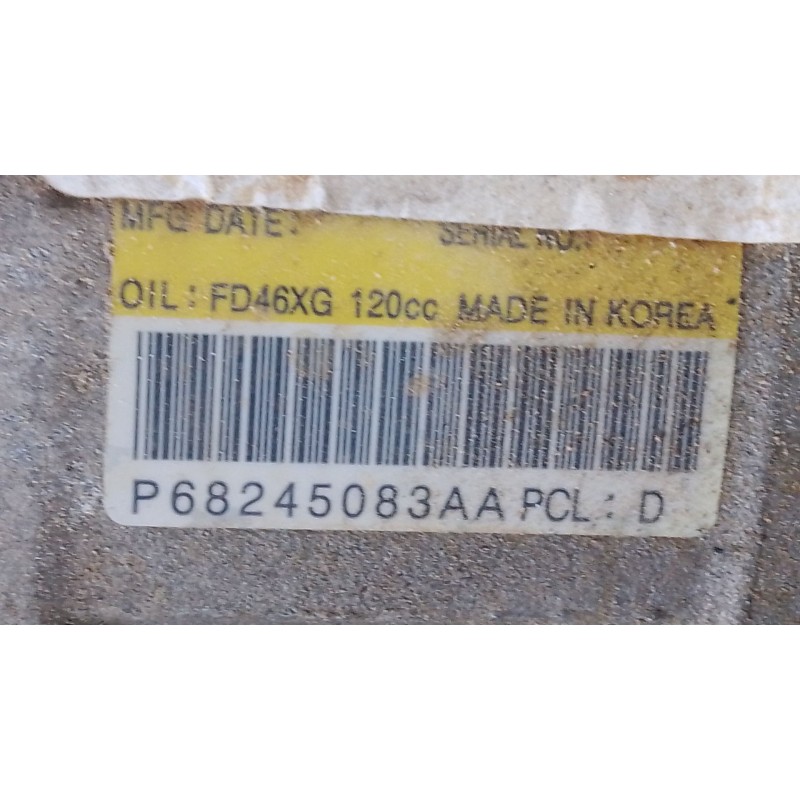 MFG DATE:
SERIAL NO.:
OIL: FD46XG 120cc MADE IN KOREA
P68245083AA PCL: D